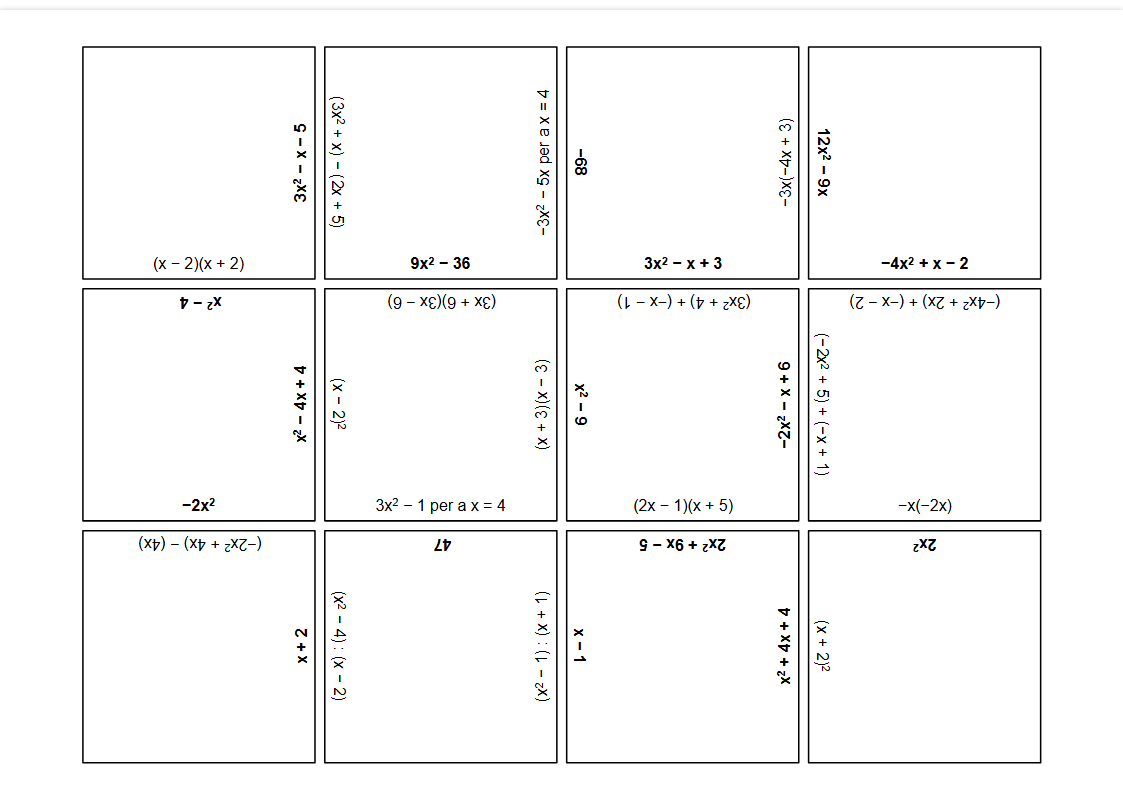 3x² − x − 5
(x − 2)(x + 2)
(3x² + x) − (2x + 5)
−3x² − 5x per a x = 4
9x² − 36
−68
−3x(−4x + 3)
3x² − x + 3
12x² − 9x
−4x² + x − 2
x² − 4
x² − 4x + 4
−2x²
(3x + 6)(3x − 6)
(x − 2)²
(x + 3)(x − 3)
3x² − 1 per a x = 4
(3x² + 4) + (−x − 1)
x² − 9
−2x² − x + 6
(2x − 1)(x + 5)
(−4x² + 2x) + (−x − 2)
(−2x² + 5) + (−x + 1)
−x(−2x)
(−2x² + 4x) − (4x)
x + 2
47
(x² − 4) : (x − 2)
(x² − 1) : (x + 1)
2x² + 9x − 5
x − 1
x² + 4x + 4
2x²
(x + 2)²